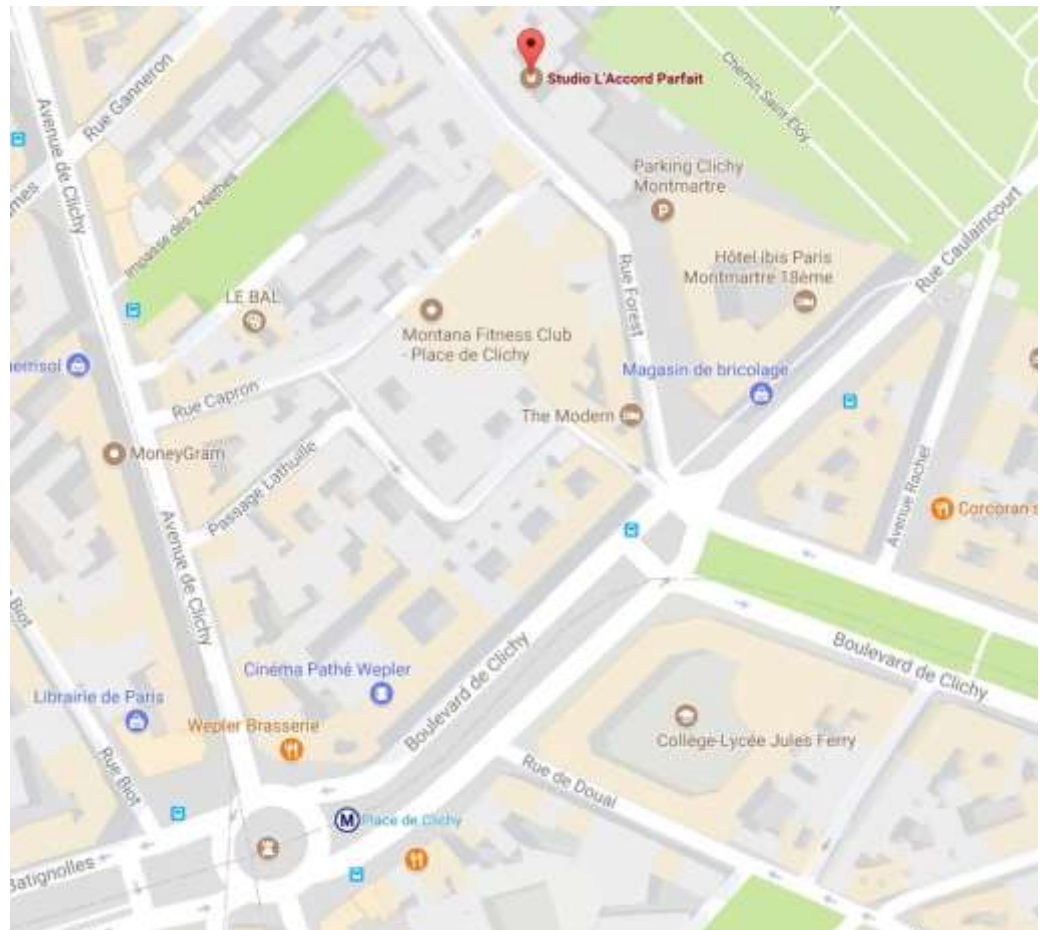 Studio L'Accord Parfait
Chemin Saint-Eloy
Rue Ganneron
Avenue de Clichy
Parking Clichy
Montmartre
P
Impasse des 2 Nèthes
Rue Caulaincourt
Hôtel ibis Paris
Montmartre 18ème
Rue Forest
LE BAL
Montana Fitness Club
- Place de Clichy
Magasin de bricolage
Rue Capron
The Modern
MoneyGram
Passage Lathuille
Avenue Rachel
Corcoran's
Avenue de Clichy
Biot
Boulevard de Clichy
Cinéma Pathé Wepler
Librairie de Paris
Wepler Brasserie
Boulevard de Clichy
College-Lycée Jules Ferry
Rue de Douai
Rue Biot
M
Place de Clichy
Batignolles